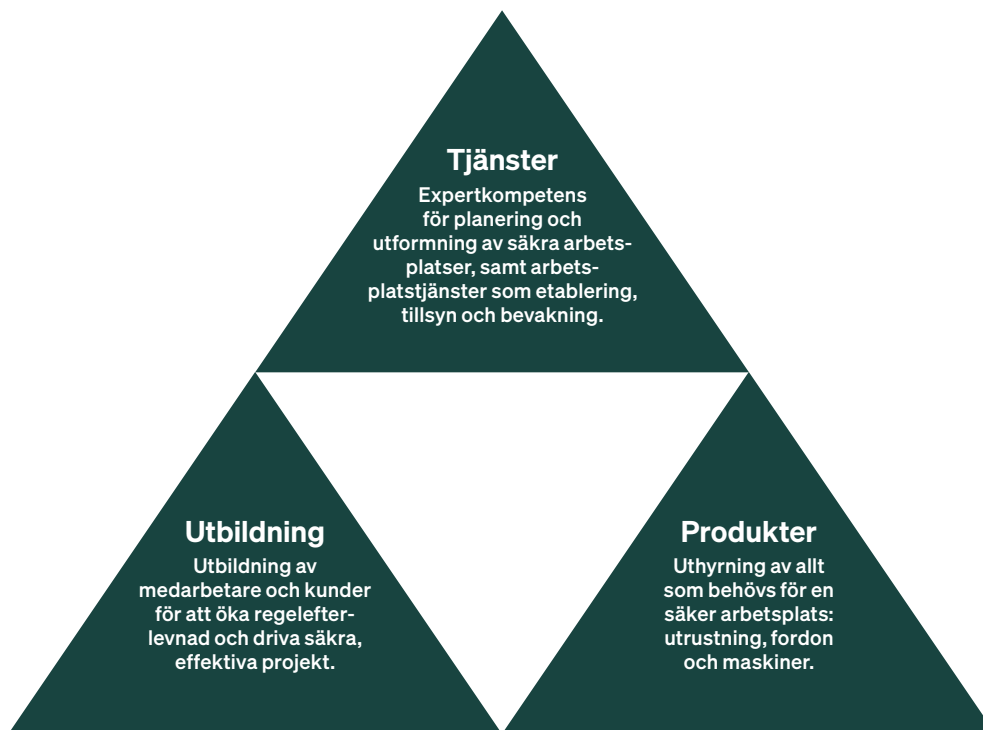 Tjänster
Expertkompetens
för planering och
utformning av säkra arbets-
platser, samt arbets-
platstjänster som etablering,
tillsyn och bevakning.
Utbildning
Utbildning av
medarbetare och kunder
för att öka regelefter-
levnad och driva säkra,
effektiva projekt.
Produkter
Uthyrning av allt
som behövs för en
säker arbetsplats:
utrustning, fordon
och maskiner.